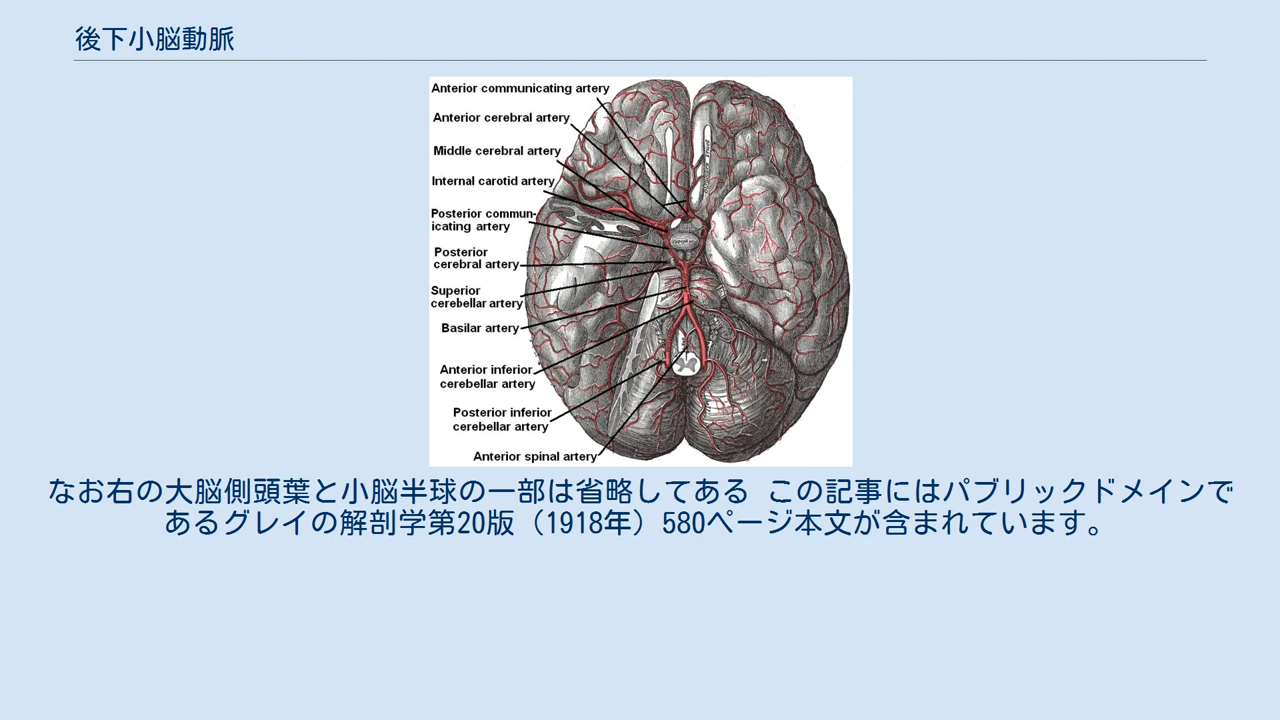 後下小脳動脈
Anterior communicating artery
Anterior cerebral artery
Middle cerebral artery
Internal carotid artery
Posterior commun-
icating artery
Posterior
cerebral artery
Superior
cerebellar artery
Basilar artery
Anterior inferior
cerebellar artery
Posterior inferior
cerebellar artery
Anterior spinal artery
なお右の大脳側頭葉と小脳半球の一部は省略してある この記事にはパブリックドメインで
あるグレイの解剖学第20版（1918年）580ページ本文が含まれています。